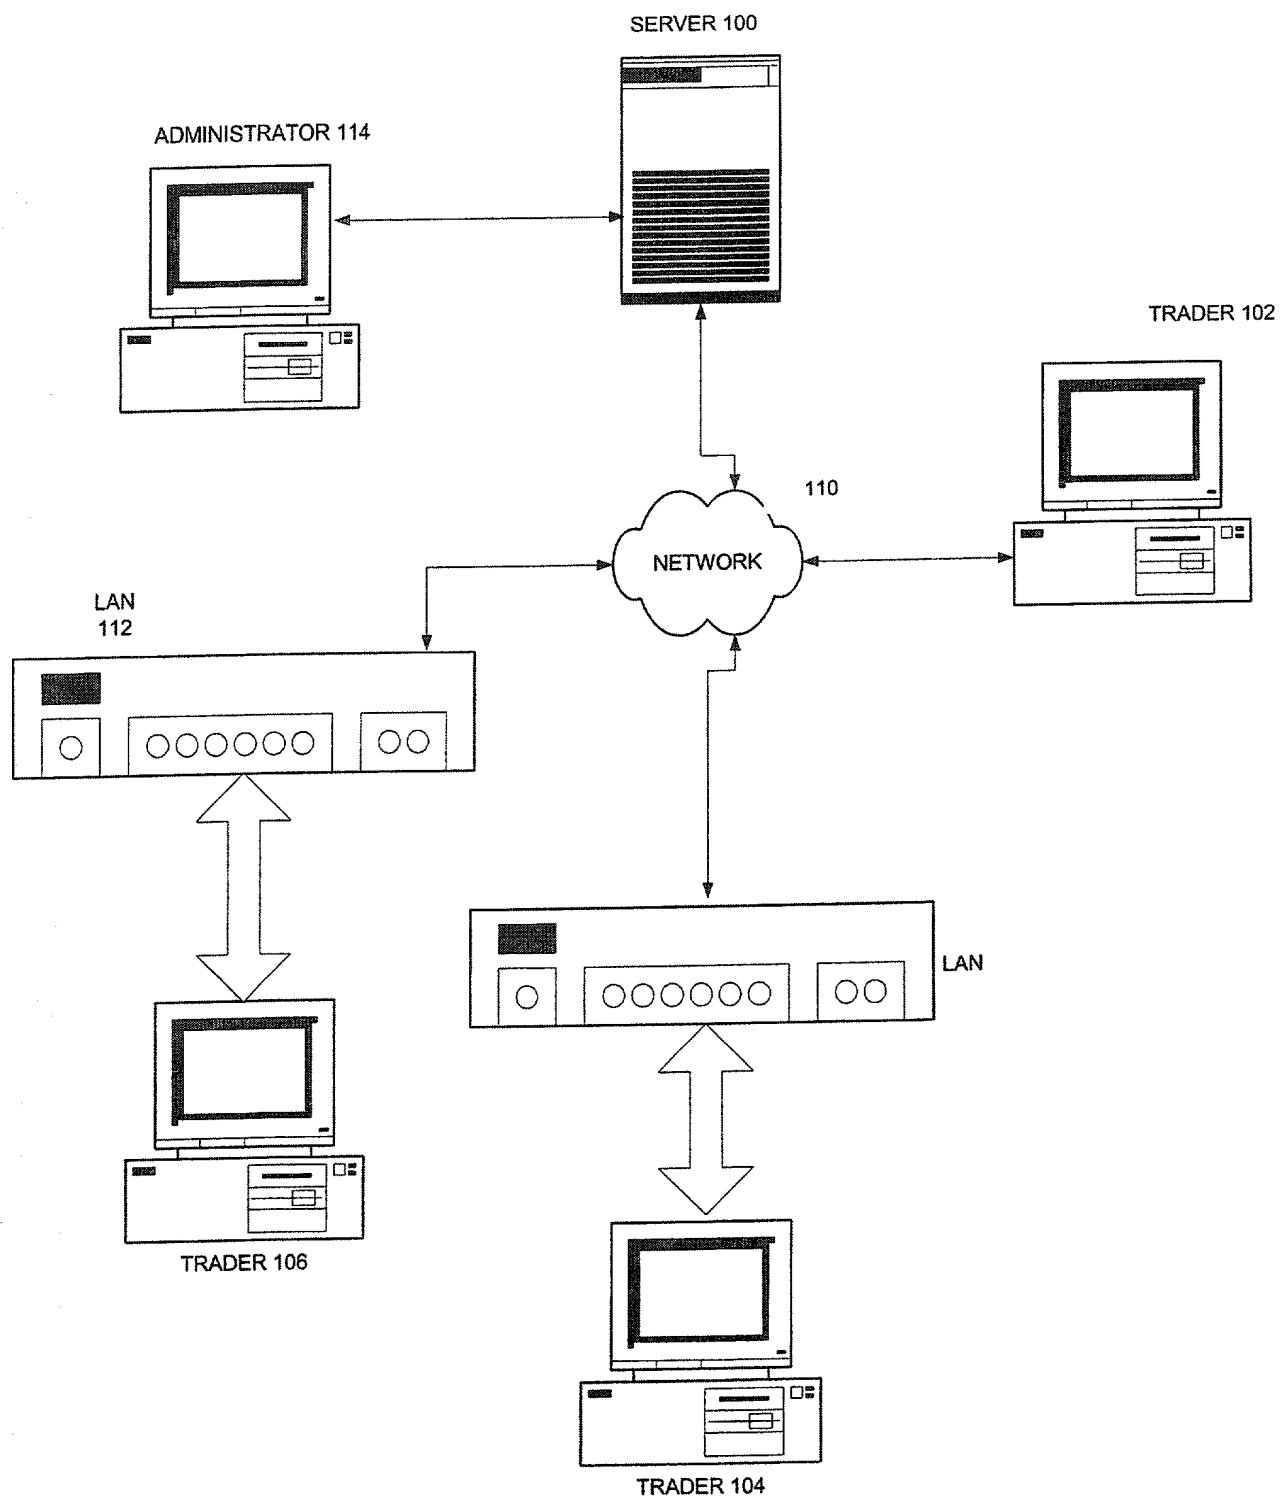 SERVER 100
ADMINISTRATOR 114
TRADER 102
110
NETWORK
LAN
112
LAN
TRADER 106
TRADER 104